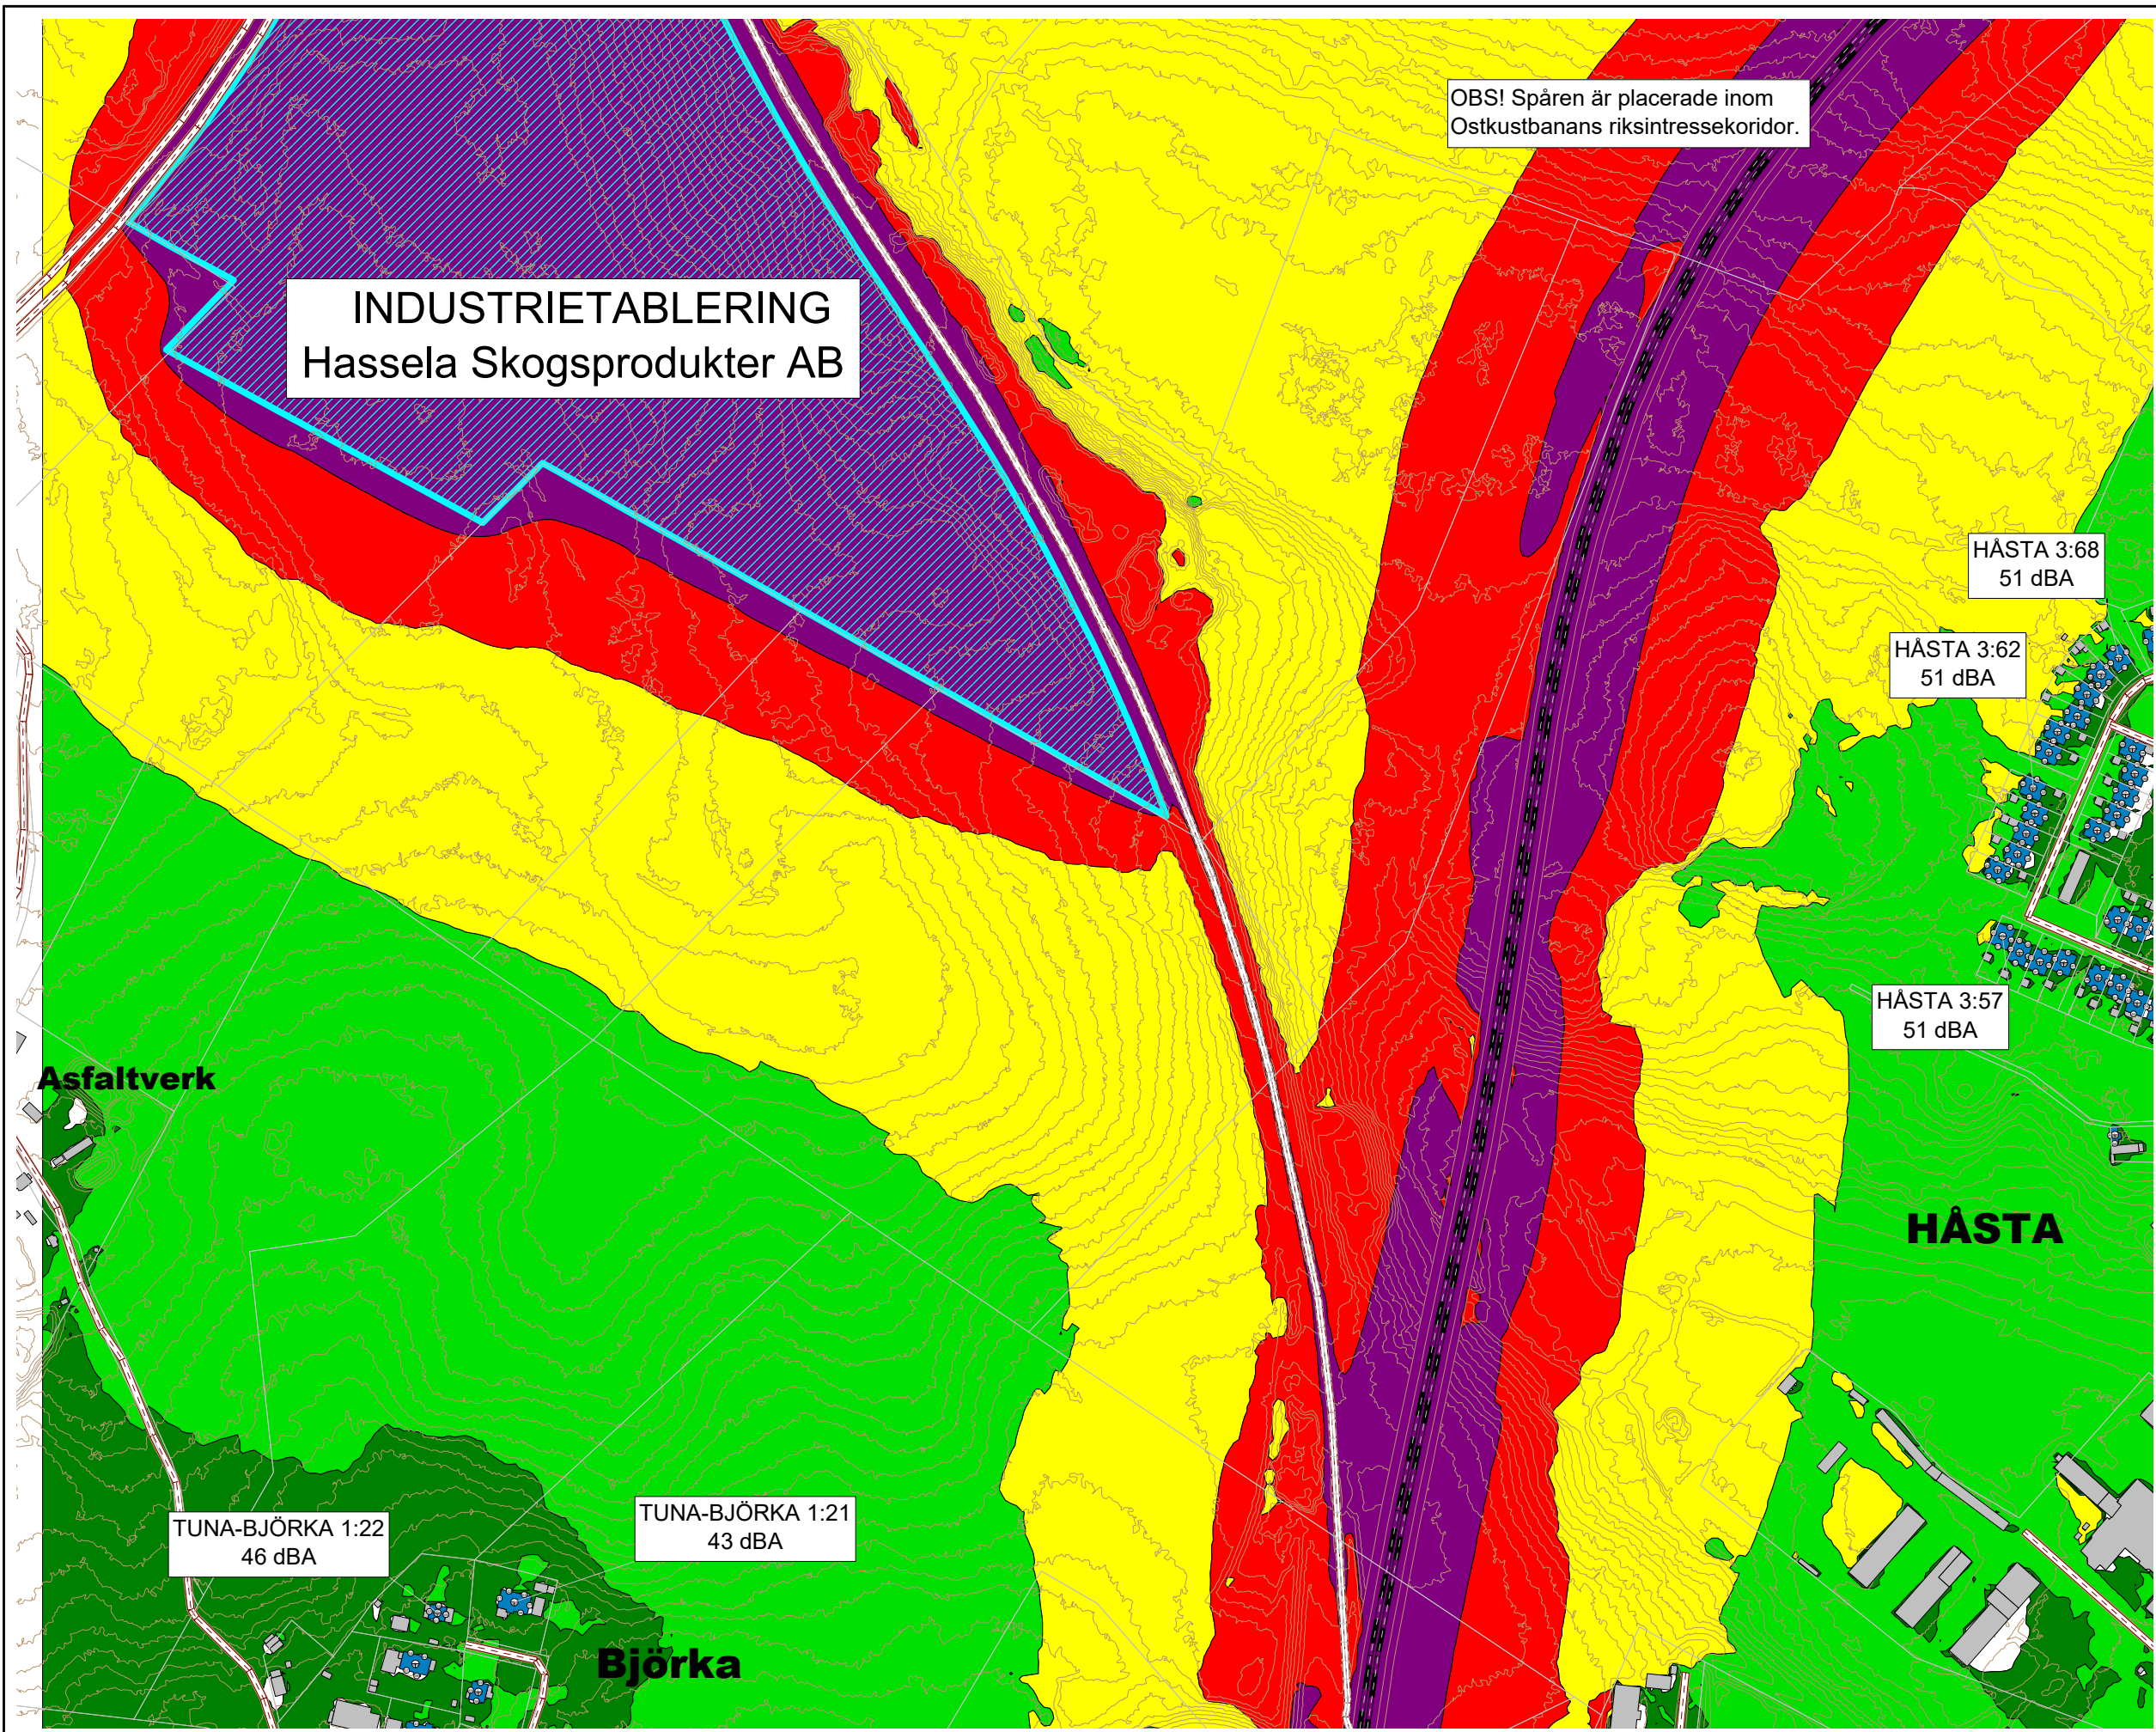 OBS! Spåren är placerade inom
Ostkustbanans riksintressekoridor.
INDUSTRIETABLERING
Hassela Skogsprodukter AB
HÅSTA 3:68
51 dBA
HÅSTA 3:62
51 dBA
HÅSTA 3:57
51 dBA
Asfaltverk
HÅSTA
TUNA-BJÖRKA 1:22
46 dBA
TUNA-BJÖRKA 1:21
43 dBA
Björka